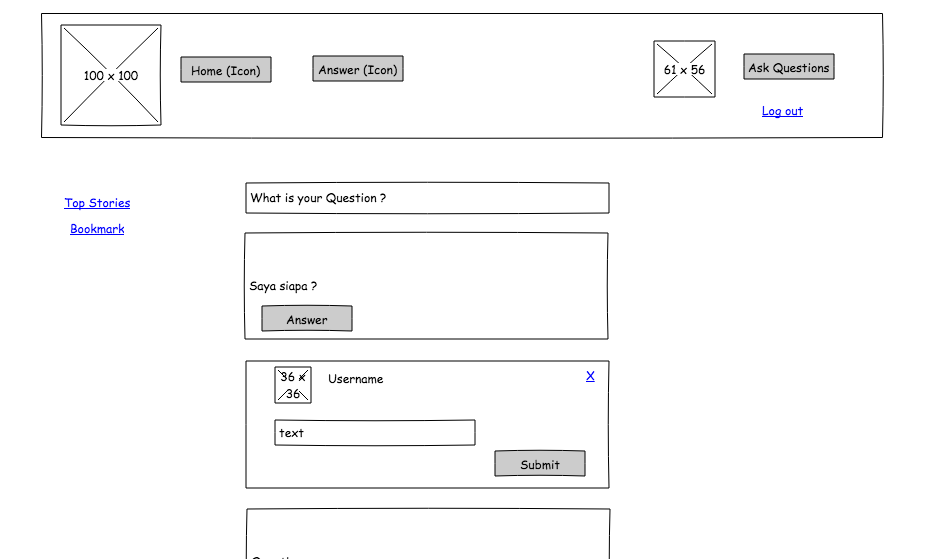 100 x 100
Home (Icon)
Answer (Icon)
61 x 56
Ask Questions
Log out
Top Stories
Bookmark
What is your Question ?
Saya siapa ?
Answer
36 x
36
Username
X
text
Submit